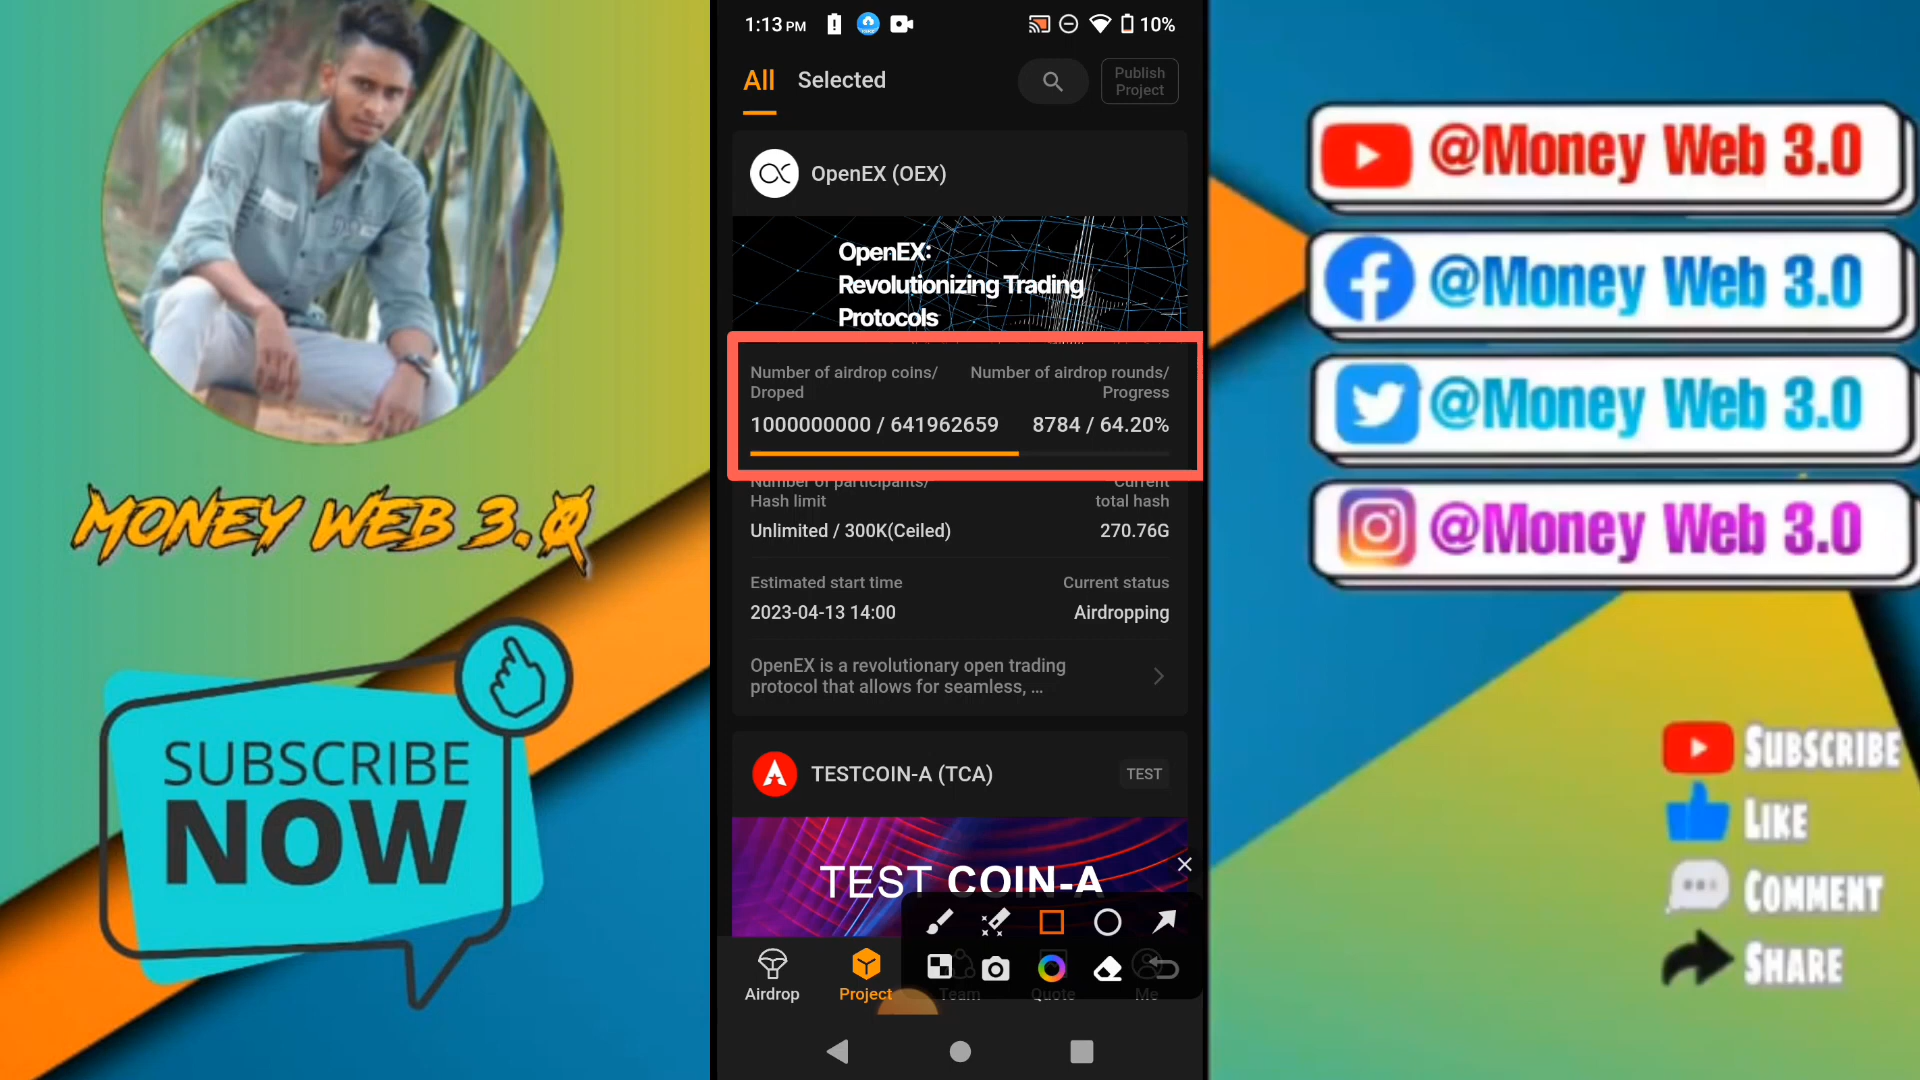 MONEY WEB 3.0
SUBSCRIBE
NOW
1:13 PM
10%
All
Selected
Publish
Project
OpenEX (OEX)
OpenEX:
Revolutionizing Trading
Protocols
Number of airdrop coins/
Droped
Number of airdrop rounds/
Progress
1000000000 / 641962659
8784 / 64.20%
Number of participants/
Hash limit
Current
total hash
Unlimited / 300K(Ceiled)
270.76G
Estimated start time
Current status
2023-04-13 14:00
Airdropping
OpenEX is a revolutionary open trading
protocol that allows for seamless, ...
TESTCOIN-A (TCA)
TEST
TEST COIN-A
Airdrop
Project
Team
Quote
Me
@Money Web 3.0
@Money Web 3.0
@Money Web 3.0
@Money Web 3.0
SUBSCRIBE
LIKE
COMMENT
SHARE